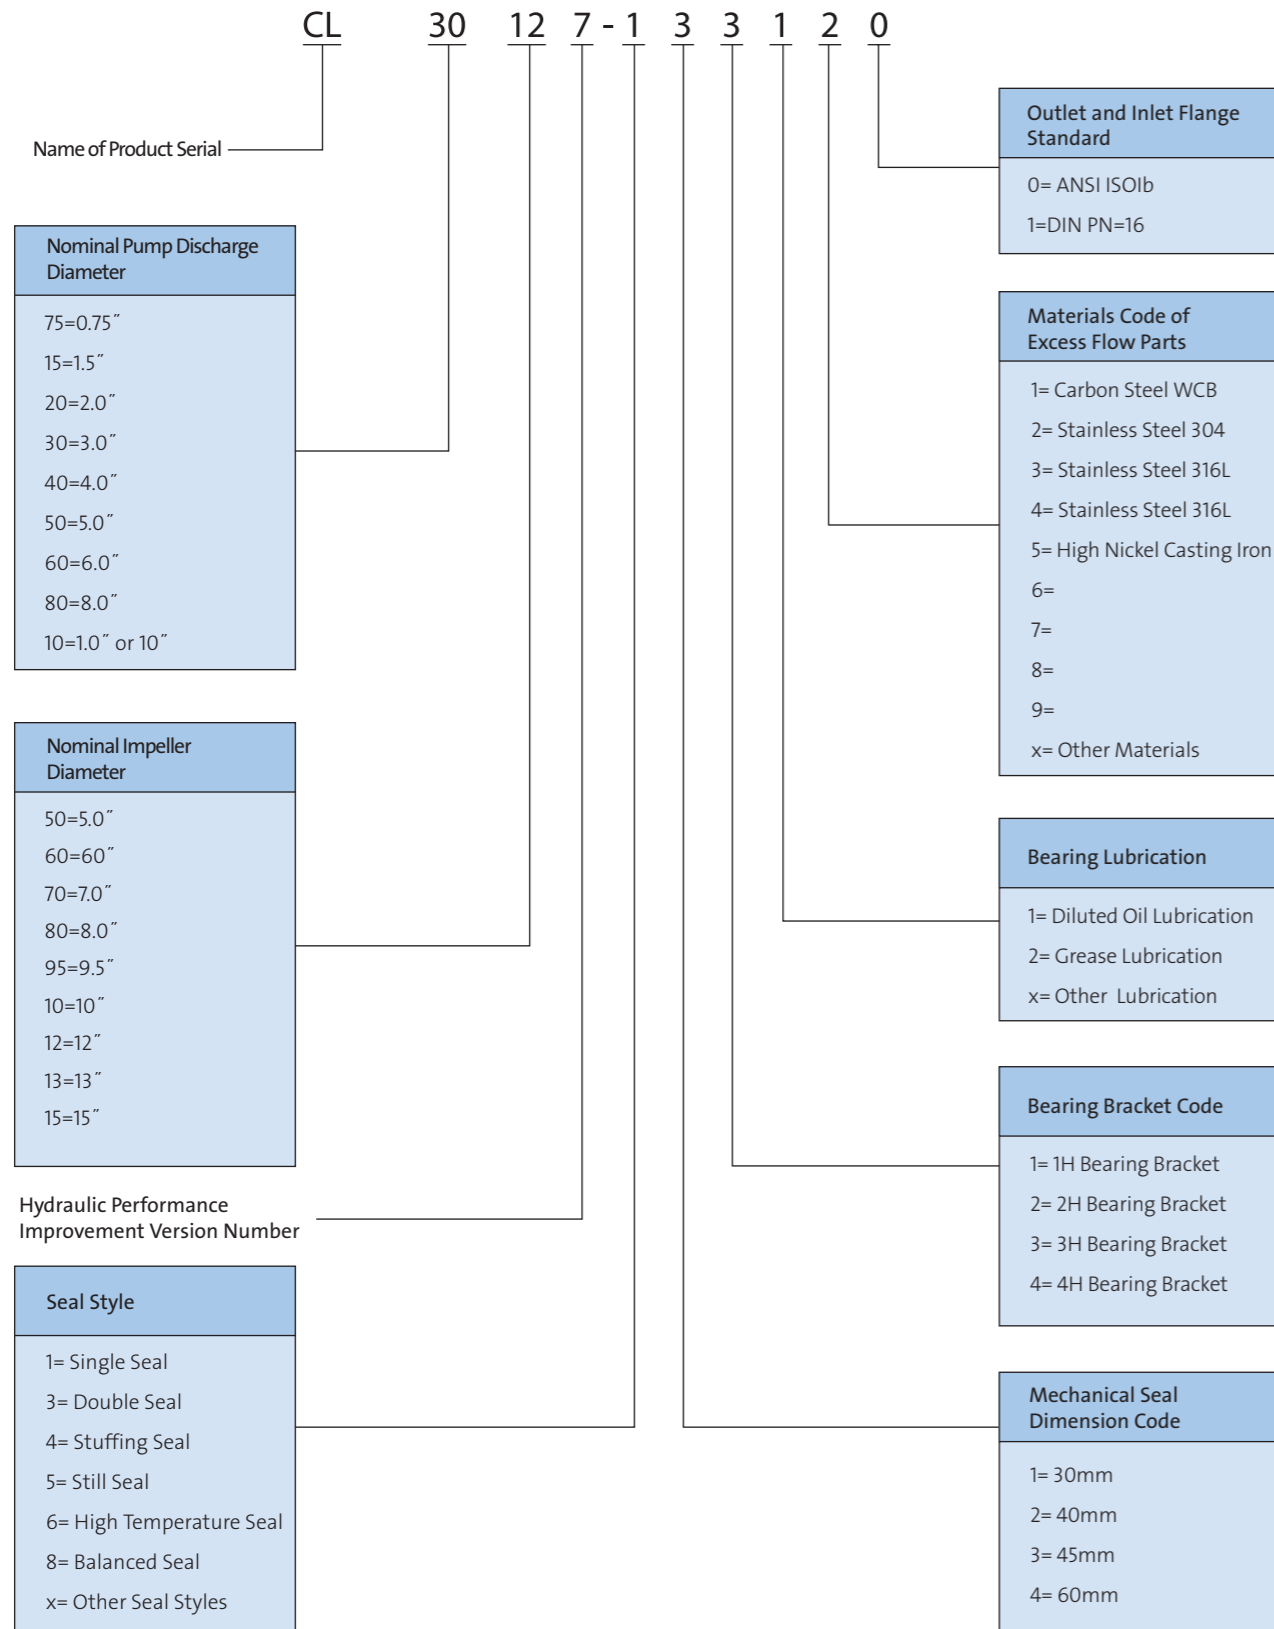 CL 30 12 7 - 1 3 3 1 2 0
Name of Product Serial
Nominal Pump Discharge
Diameter
75=0.75˝
15=1.5˝
20=2.0˝
30=3.0˝
40=4.0˝
50=5.0˝
60=6.0˝
80=8.0˝
10=1.0˝ or 10˝
Nominal Impeller
Diameter
50=5.0˝
60=60˝
70=7.0˝
80=8.0˝
95=9.5˝
10=10˝
12=12˝
13=13˝
15=15˝
Hydraulic Performance
Improvement Version Number
Seal Style
1= Single Seal
3= Double Seal
4= Stuffing Seal
5= Still Seal
6= High Temperature Seal
8= Balanced Seal
x= Other Seal Styles
Outlet and Inlet Flange
Standard
0= ANSI ISOIb
1=DIN PN=16
Materials Code of
Excess Flow Parts
1= Carbon Steel WCB
2= Stainless Steel 304
3= Stainless Steel 316L
4= Stainless Steel 316L
5= High Nickel Casting Iron
6=
7=
8=
9=
x= Other Materials
Bearing Lubrication
1= Diluted Oil Lubrication
2= Grease Lubrication
x= Other Lubrication
Bearing Bracket Code
1= 1H Bearing Bracket
2= 2H Bearing Bracket
3= 3H Bearing Bracket
4= 4H Bearing Bracket
Mechanical Seal
Dimension Code
1= 30mm
2= 40mm
3= 45mm
4= 60mm